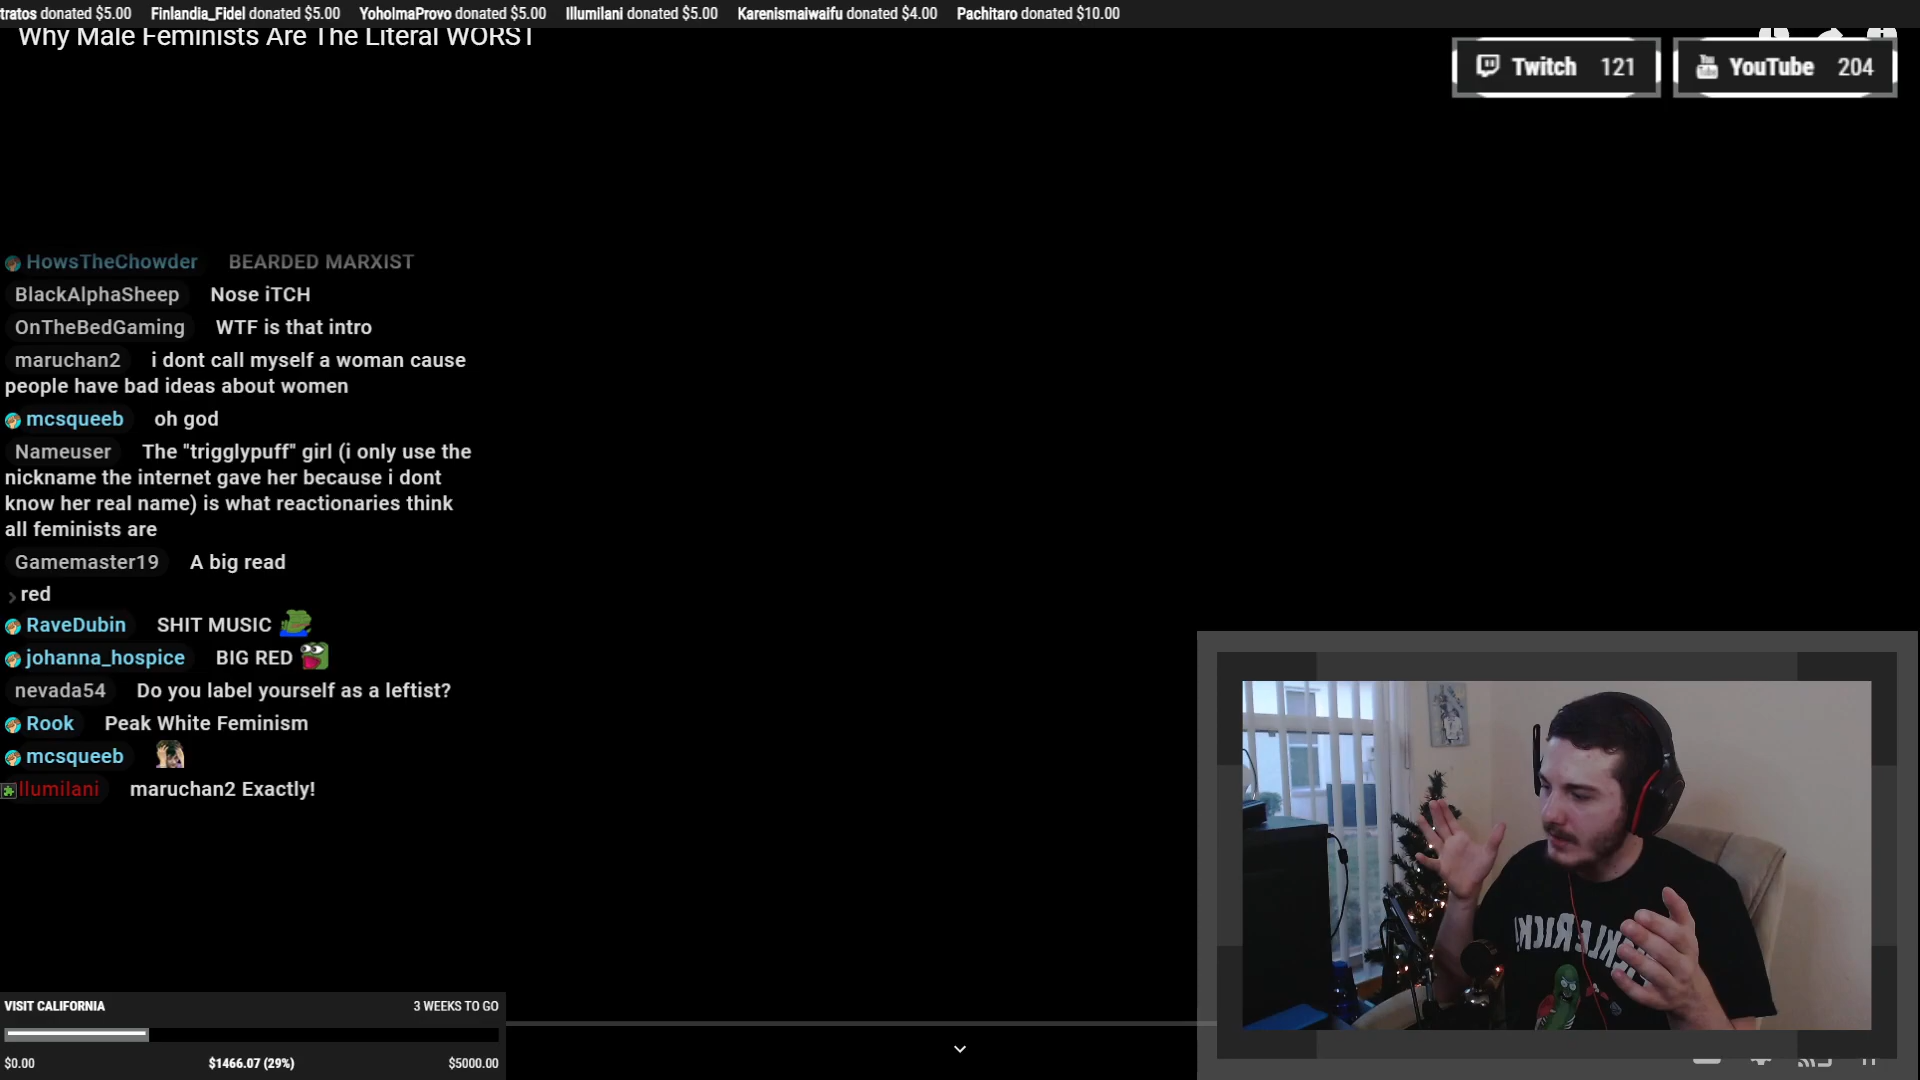 tratos donated $5.00 Finlandia_Fidel donated $5.00 YoholmaProvo donated $5.00 Illumilani donated $5.00 Karenismaiwaifu donated $4.00 Pachitaro donated $10.00
Why Male Feminists Are The Literal WORST
Twitch 121 YouTube 204
HowsTheChowder BEARDED MARXIST
BlackAlphaSheep Nose iTCH
OnTheBedGaming WTF is that intro
maruchan2 i dont call myself a woman cause
people have bad ideas about women
mcsqueeb oh god
Nameuser The "trigglypuff" girl (i only use the
nickname the internet gave her because i dont
know her real name) is what reactionaries think
all feminists are
Gamemaster19 A big read
red
RaveDubin SHIT MUSIC
johanna_hospice BIG RED
nevada54 Do you label yourself as a leftist?
Rook Peak White Feminism
mcsqueeb
Illumilani maruchan2 Exactly!
VISIT CALIFORNIA 3 WEEKS TO GO
$0.00 $1466.07 (29%) $5000.00